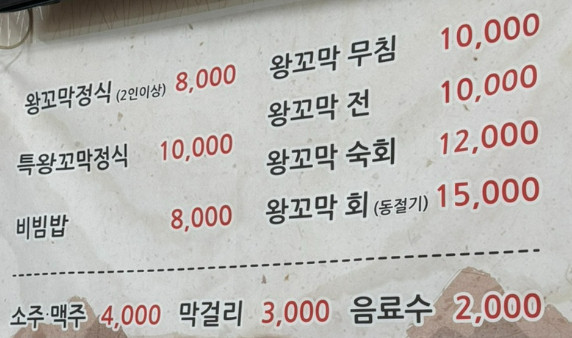 왕꼬막정식 (2인이상) 8,000
특왕꼬막정식 10,000
비빔밥 8,000
왕꼬막 무침 10,000
왕꼬막 전 10,000
왕꼬막 숙회 12,000
왕꼬막 회 (동절기) 15,000
소주·맥주 4,000 막걸리 3,000 음료수 2,000